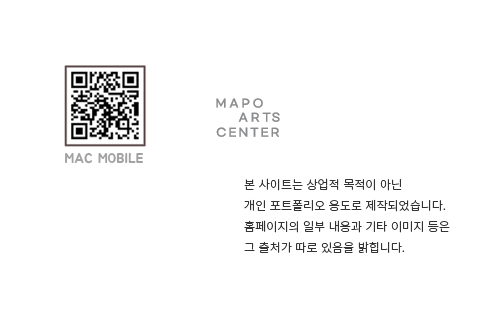 MAC MOBILE
MAPO
ARTS
CENTER
본 사이트는 상업적 목적이 아닌
개인 포트폴리오 용도로 제작되었습니다.
홈페이지의 일부 내용과 기타 이미지 등은
그 출처가 따로 있음을 밝힙니다.